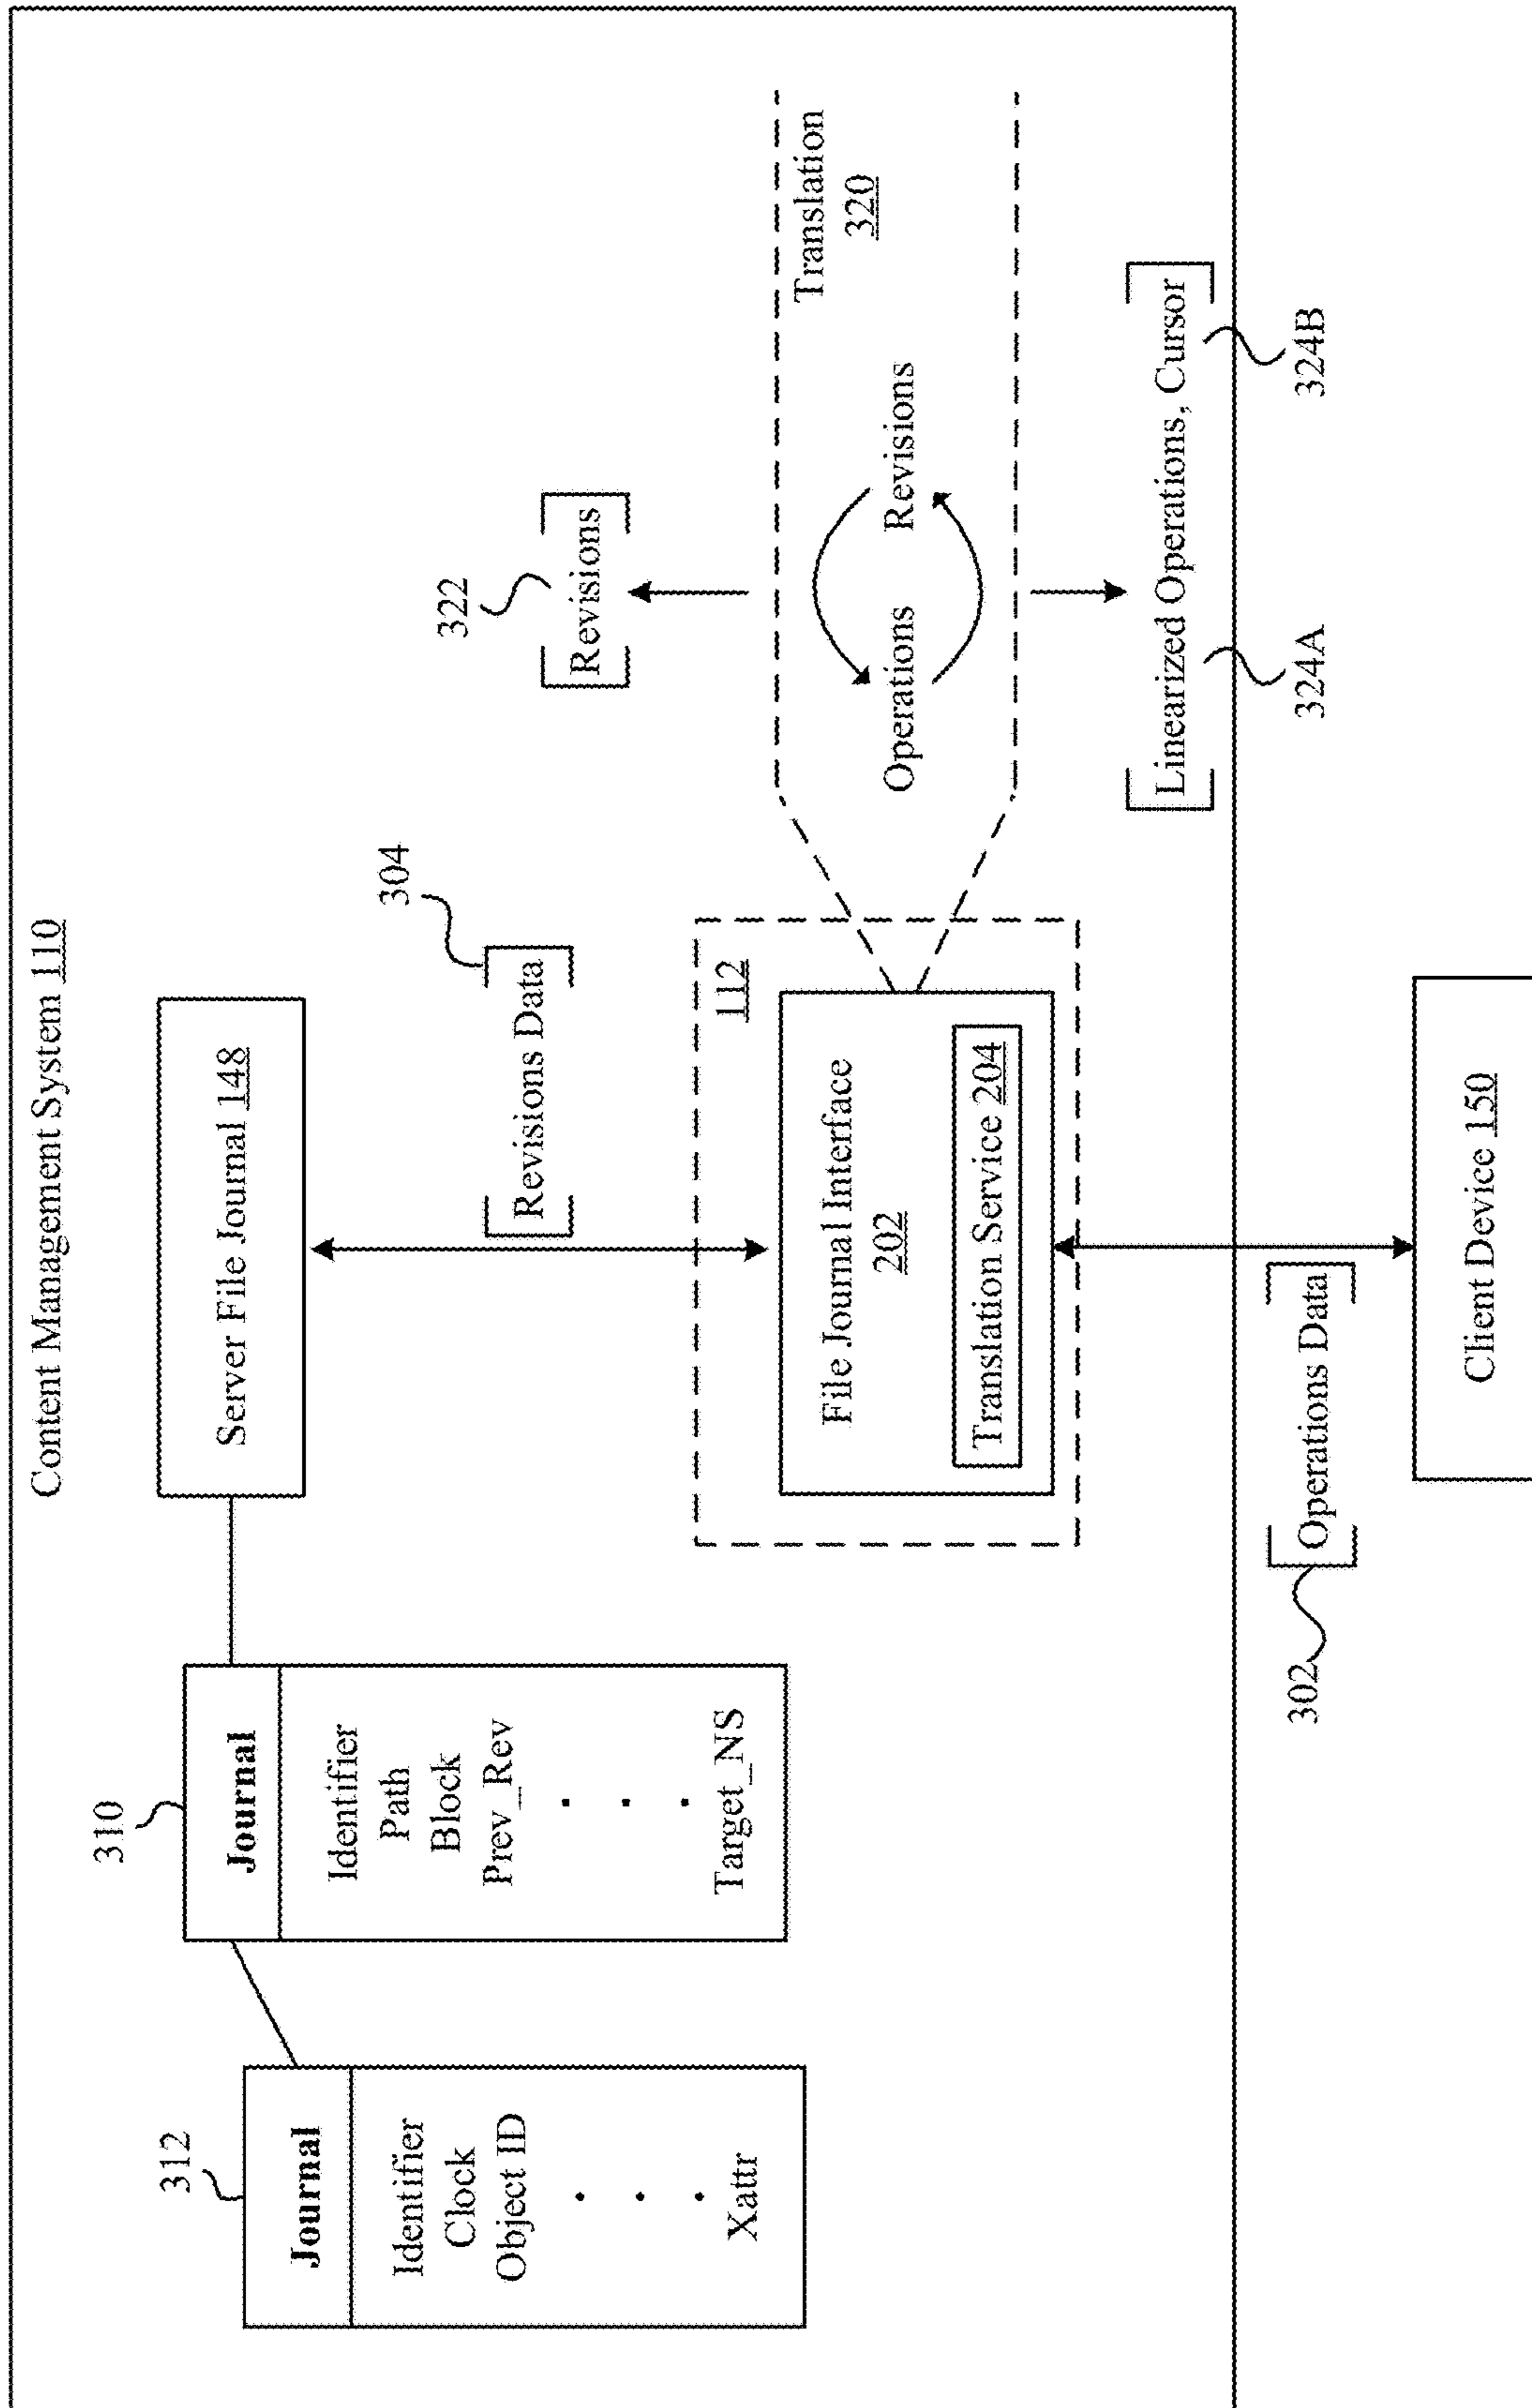 Content Management System 110
312
Journal
Identifier
Clock
Object ID
Xattr
310
Journal
Identifier
Path
Block
Prev_Rev
Target_NS
Server File Journal 148
304
[Revisions Data]
112
File Journal Interface
202
Translation Service 204
322
[Revisions]
Translation
320
Operations Revisions
[Linearized Operations, Cursor]
324A
324B
302
[Operations Data]
Client Device 150